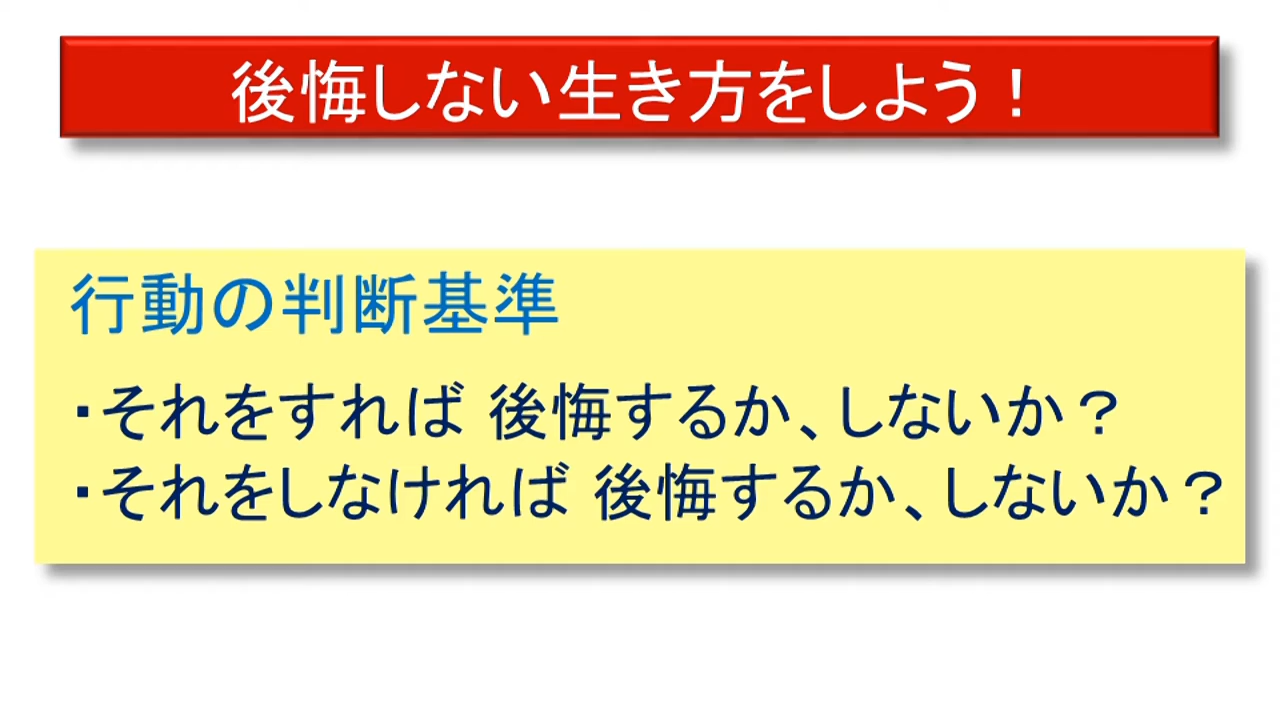 後悔しない生き方をしよう！
行動の判断基準
・それをすれば 後悔するか、しないか？
・それをしなければ 後悔するか、しないか？